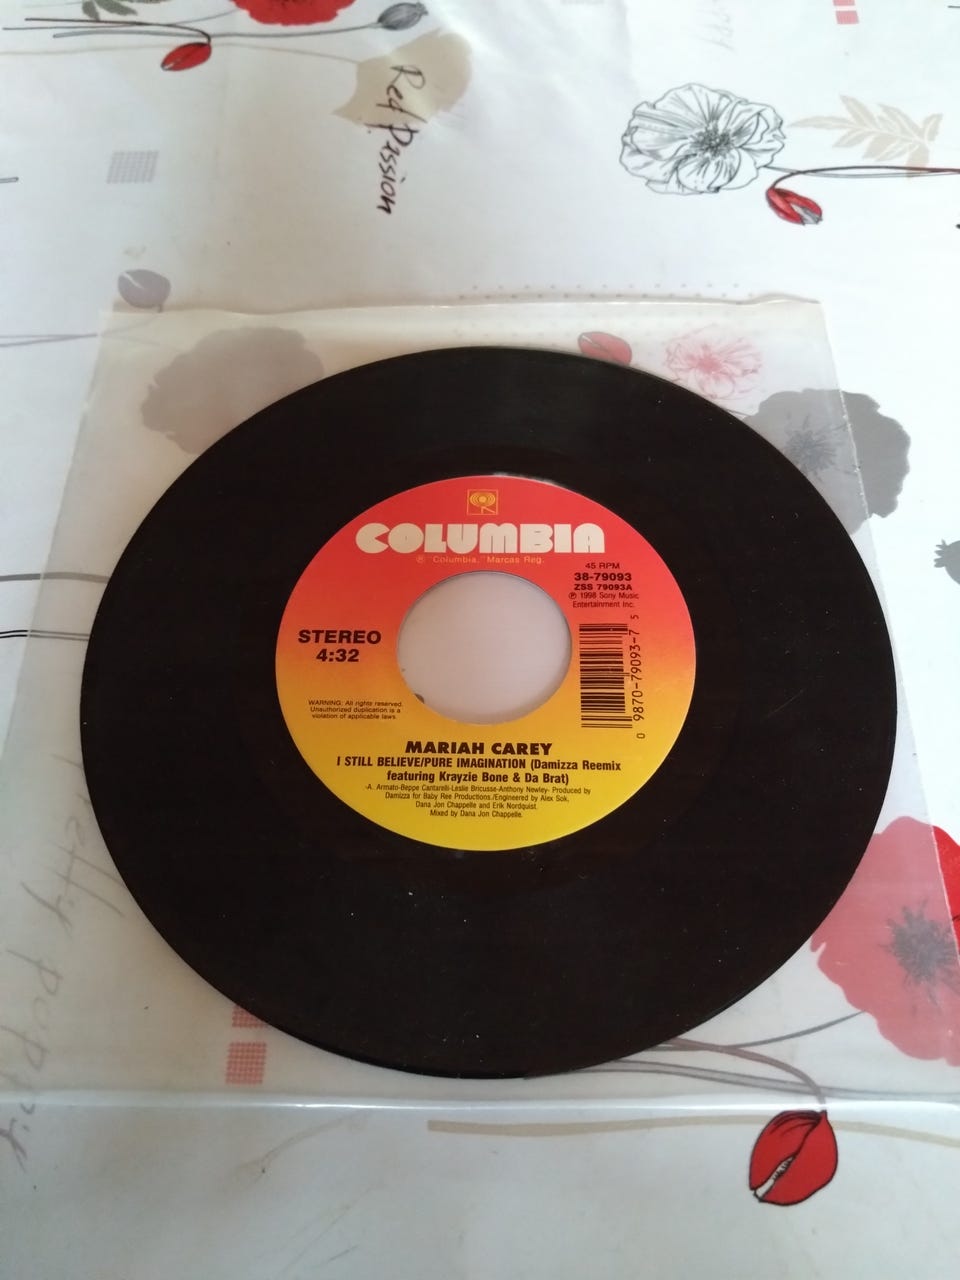 Red Passion
COLUMBIA
® "Columbia," Marcas Reg.
45 RPM
38-79093
ZSS 79093A
℗ 1998 Sony Music
Entertainment Inc.
STEREO
4:32
5
0 9870-79093-7
WARNING: All rights reserved.
Unauthorized duplication is a
violation of applicable laws.
MARIAH CAREY
I STILL BELIEVE/PURE IMAGINATION (Damizza Reemix
featuring Krayzie Bone & Da Brat)
-A. Armato-Beppe Cantarelli-Leslie Bricusse-Anthony Newley- Produced by
Damizza for Baby Ree Productions./Engineered by Alex Sok,
Dana Jon Chappelle and Erik Nordquist.
Mixed by Dana Jon Chappelle.